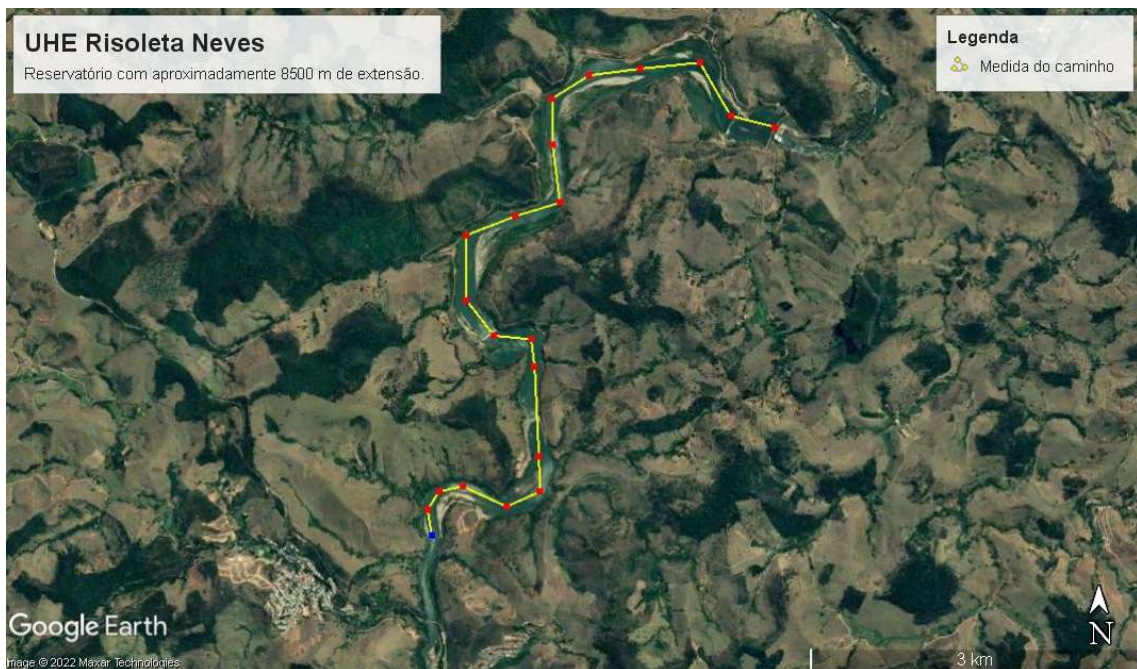 UHE Risoleta Neves
Reservatório com aproximadamente 8500 m de extensão.
Legenda
Medida do caminho
Google Earth
Image © 2022 Maxar Technologies
3 km
N